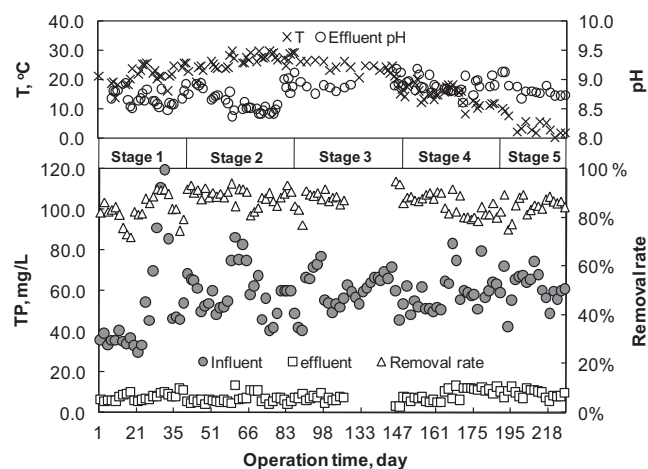 40.0 10.0
T Effluent pH
30.0 9.5
20.0 9.0
10.0 8.5
0.0 8.0
T, °C
pH
Stage 1 Stage 2 Stage 3 Stage 4 Stage 5
120.0 100 %
100.0 80%
80.0 60%
60.0 40%
40.0
Influent effluent Removal rate
20.0 20%
0.0 0%
TP, mg/L
Removal rate
1 17 35 51 66 83 98 133 147 161 177 195 218
Operation time, day